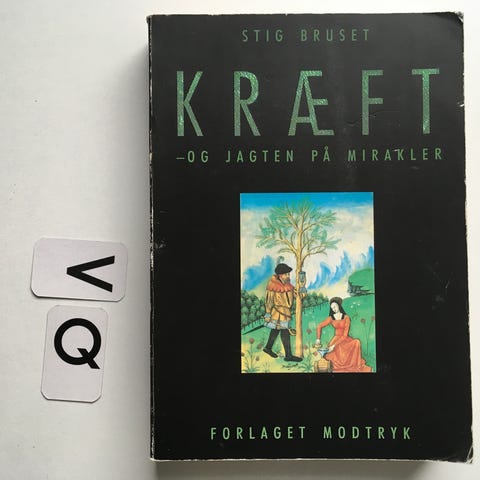 STIG BRUSET
KRÆFT
–OG JAGTEN PÅ MIRAKLER
FORLAGET MODTRYK
V
Q